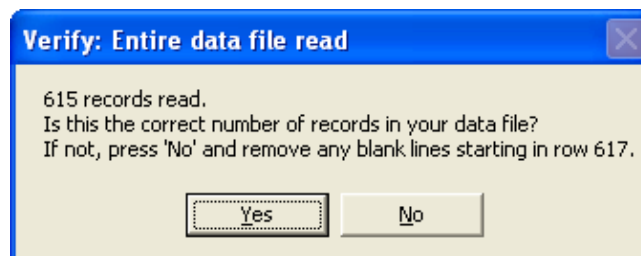 Verify: Entire data file read
615 records read.
Is this the correct number of records in your data file?
If not, press 'No' and remove any blank lines starting in row 617.
Yes No